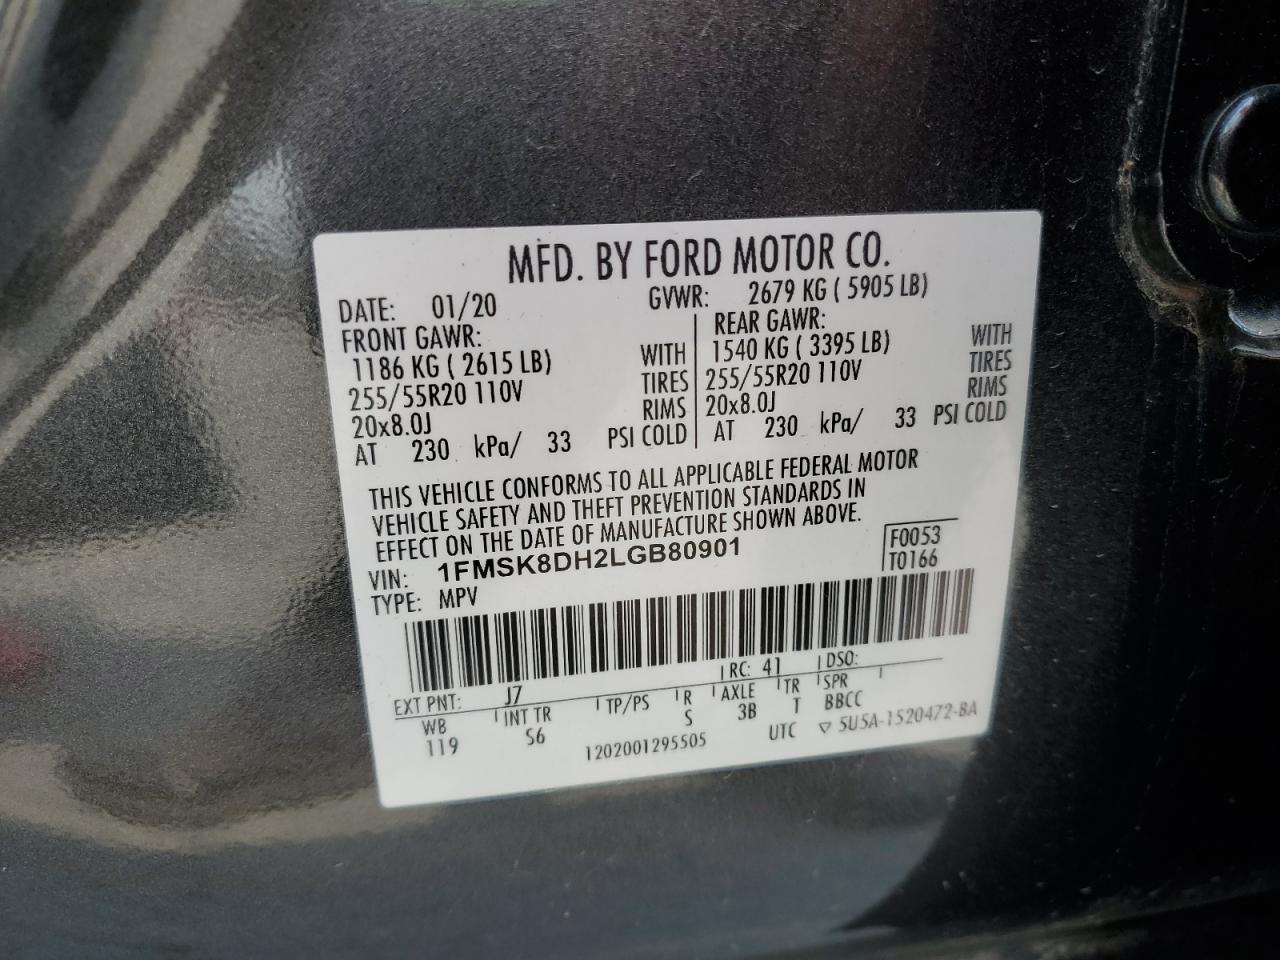 MFD. BY FORD MOTOR CO.
DATE: 01/20 GVWR: 2679 KG ( 5905 LB)
FRONT GAWR: REAR GAWR:
1186 KG ( 2615 LB) WITH 1540 KG ( 3395 LB) WITH
255/55R20 110V TIRES 255/55R20 110V TIRES
20x8.0J RIMS 20x8.0J RIMS
AT 230 kPa/ 33 PSI COLD AT 230 kPa/ 33 PSI COLD
THIS VEHICLE CONFORMS TO ALL APPLICABLE FEDERAL MOTOR
VEHICLE SAFETY AND THEFT PREVENTION STANDARDS IN
EFFECT ON THE DATE OF MANUFACTURE SHOWN ABOVE.
VIN: 1FMSK8DH2LGB80901 F0053
TYPE: MPV T0166
EXT PNT: J7 RC: 41 DSO:
WB INT TR TP/PS R AXLE TR SPR
119 S6 S 3B T BBCC
1202001295505 UTC ▽ 5U5A-1520472-BA